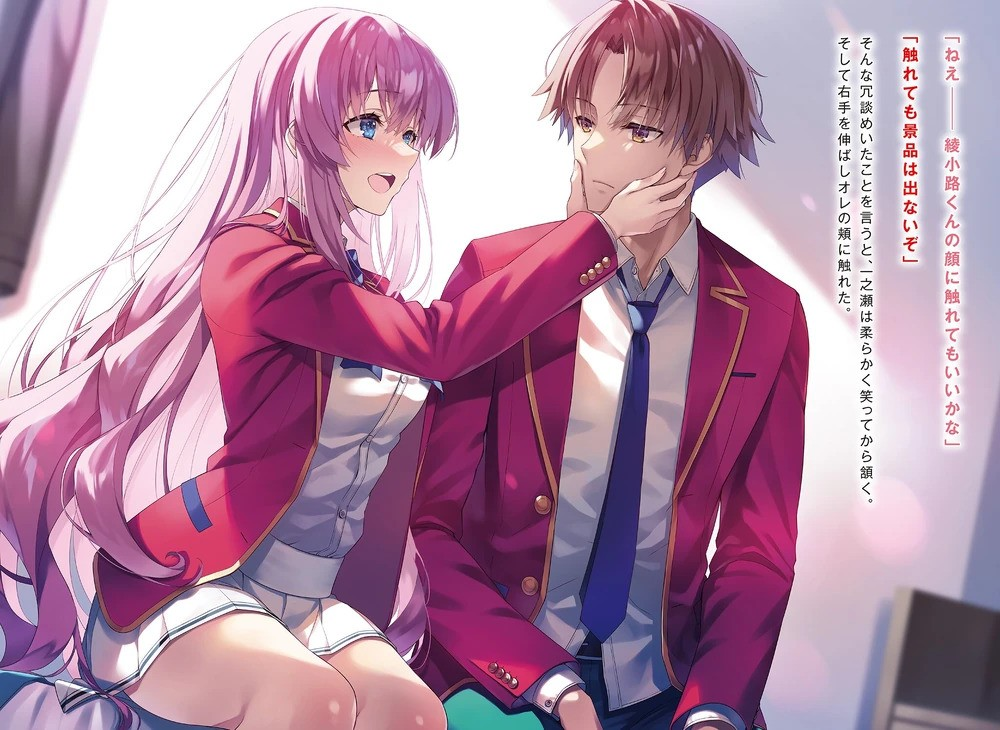 「ねえ――綾小路くんの顔に触れてもいいかな」
「触れても景品は出ないぞ」
そんな冗談めいたことを言うと、一之瀬は柔らかく笑ってから頷く。
そして右手を伸ばしオレの頬に触れた。